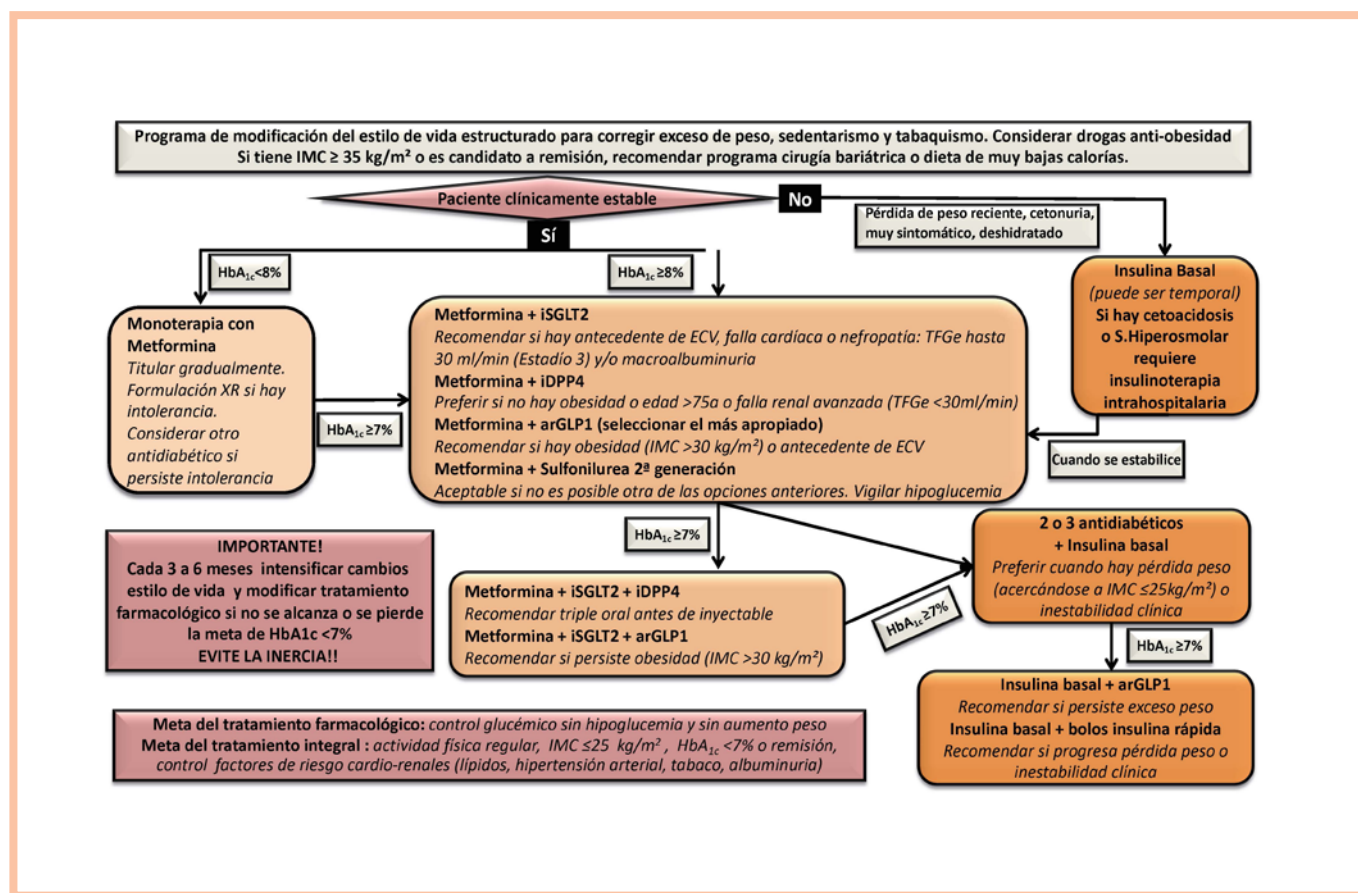 Programa de modificación del estilo de vida estructurado para corregir exceso de peso, sedentarismo y tabaquismo. Considerar drogas anti-obesidad
Si tiene IMC ≥ 35 kg/m² o es candidato a remisión, recomendar programa cirugía bariátrica o dieta de muy bajas calorías.
Paciente clínicamente estable
No
Sí
Pérdida de peso reciente, cetonuria,
muy sintomático, deshidratado
HbA1c<8%
HbA1c≥8%
Monoterapia con
Metformina
Titular gradualmente.
Formulación XR si hay
intolerancia.
Considerar otro
antidiabético si
persiste intolerancia
HbA1c≥7%
Metformina + iSGLT2
Recomendar si hay antecedente de ECV, falla cardíaca o nefropatía: TFGe hasta
30 ml/min (Estadío 3) y/o macroalbuminuria
Metformina + iDPP4
Preferir si no hay obesidad o edad >75a o falla renal avanzada (TFGe <30ml/min)
Metformina + arGLP1 (seleccionar el más apropiado)
Recomendar si hay obesidad (IMC >30 kg/m²) o antecedente de ECV
Metformina + Sulfonilurea 2ª generación
Aceptable si no es posible otra de las opciones anteriores. Vigilar hipoglucemia
Insulina Basal
(puede ser temporal)
Si hay cetoacidosis
o S.Hiperosmolar
requiere
insulinoterapia
intrahospitalaria
Cuando se estabilice
HbA1c≥7%
IMPORTANTE!
Cada 3 a 6 meses intensificar cambios
estilo de vida y modificar tratamiento
farmacológico si no se alcanza o se pierde
la meta de HbA1c <7%
EVITE LA INERCIA!!
Metformina + iSGLT2 + iDPP4
Recomendar triple oral antes de inyectable
Metformina + iSGLT2 + arGLP1
Recomendar si persiste obesidad (IMC >30 kg/m²)
HbA1c≥7%
2 o 3 antidiabéticos
+ Insulina basal
Preferir cuando hay pérdida peso
(acercándose a IMC ≤25kg/m²) o
inestabilidad clínica
HbA1c≥7%
Insulina basal + arGLP1
Recomendar si persiste exceso peso
Insulina basal + bolos insulina rápida
Recomendar si progresa pérdida peso o
inestabilidad clínica
Meta del tratamiento farmacológico: control glucémico sin hipoglucemia y sin aumento peso
Meta del tratamiento integral : actividad física regular, IMC ≤25 kg/m² , HbA1c <7% o remisión,
control factores de riesgo cardio-renales (lípidos, hipertensión arterial, tabaco, albuminuria)